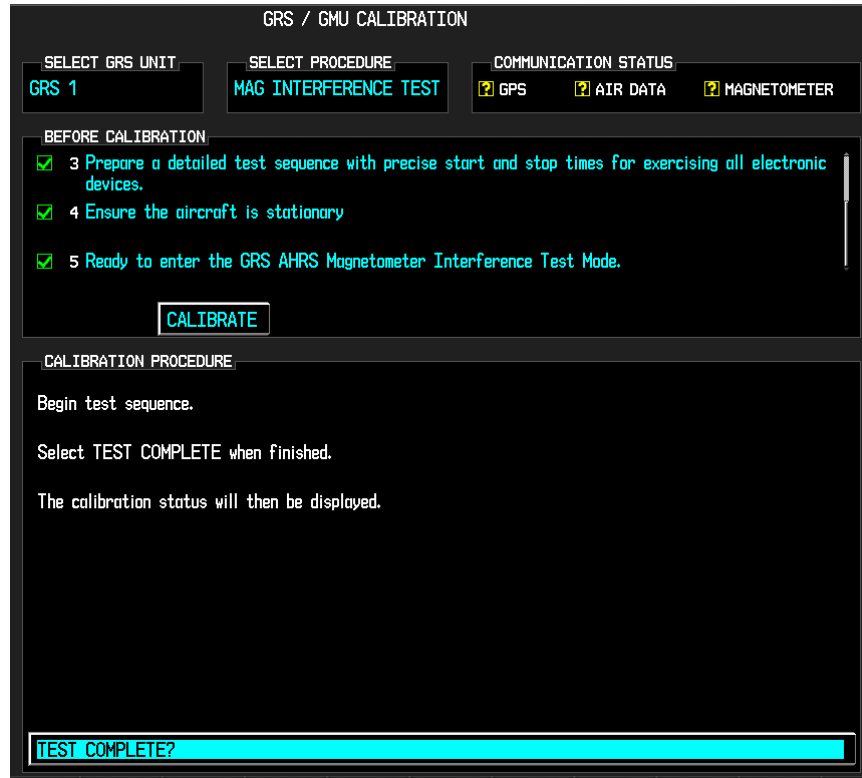 GRS / GMU CALIBRATION
SELECT GRS UNIT
GRS 1
SELECT PROCEDURE
MAG INTERFERENCE TEST
COMMUNICATION STATUS
? GPS ? AIR DATA ? MAGNETOMETER
BEFORE CALIBRATION
3 Prepare a detailed test sequence with precise start and stop times for exercising all electronic
devices.
4 Ensure the aircraft is stationary
5 Ready to enter the GRS AHRS Magnetometer Interference Test Mode.
CALIBRATE
CALIBRATION PROCEDURE
Begin test sequence.
Select TEST COMPLETE when finished.
The calibration status will then be displayed.
TEST COMPLETE?